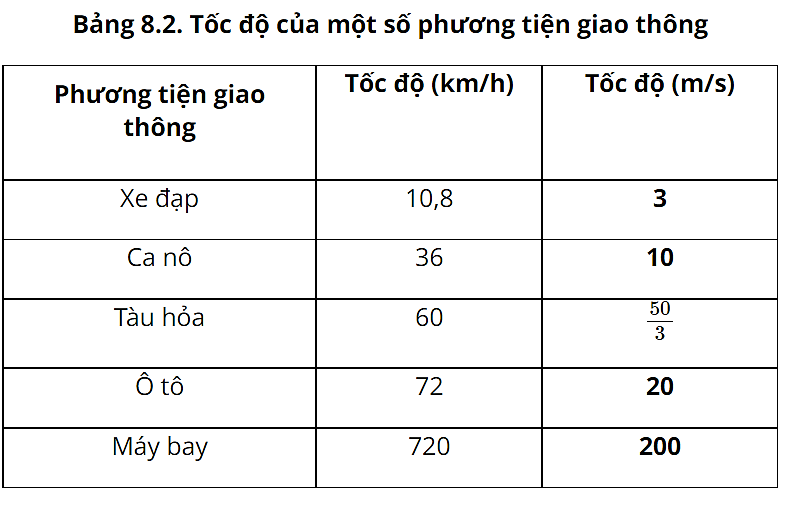 Bảng 8.2. Tốc độ của một số phương tiện giao thông
Phương tiện giao
thông
Tốc độ (km/h)
Tốc độ (m/s)
Xe đạp
10,8
3
Ca nô
36
10
Tàu hỏa
60
50/3
Ô tô
72
20
Máy bay
720
200